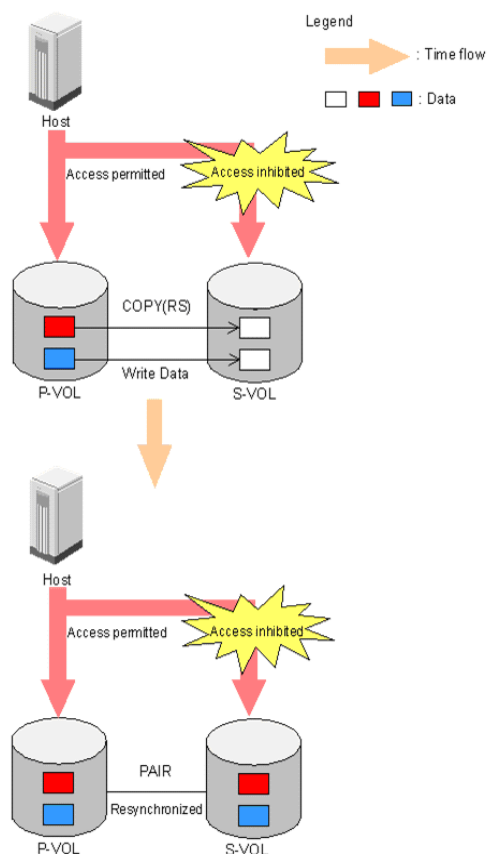 Legend
: Time flow
: Data
Host
Access permitted
Access inhibited
COPY(RS)
Write Data
P-VOL
S-VOL
Host
Access permitted
Access inhibited
PAIR
Resynchronized
P-VOL
S-VOL